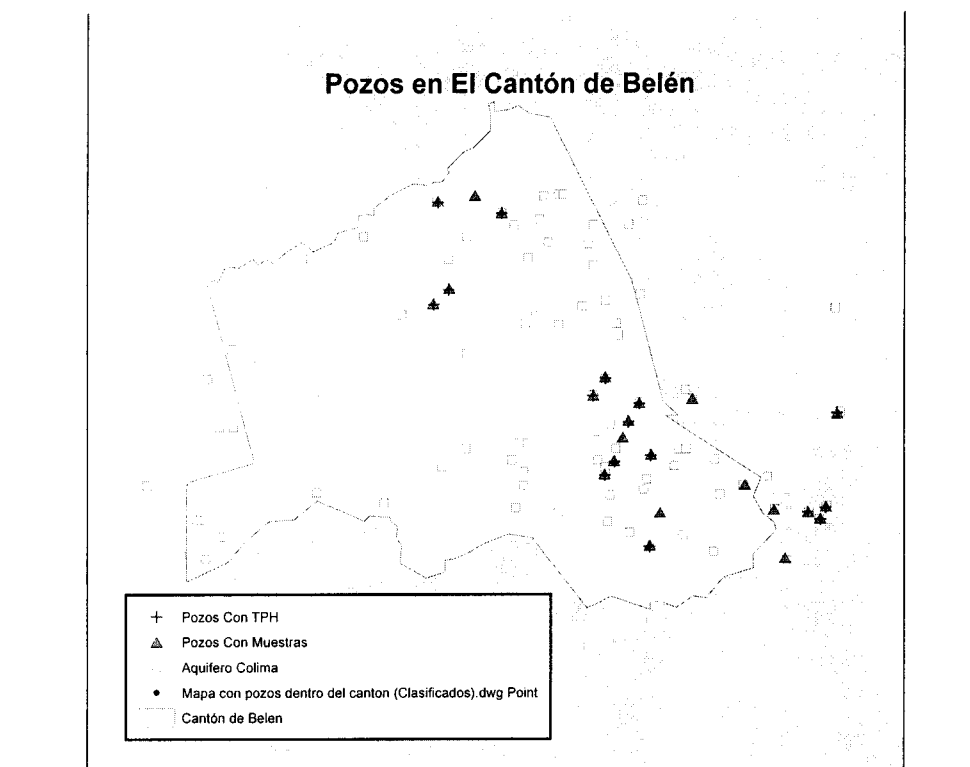 Pozos en El Cantón de Belén
Pozos Con TPH
Pozos Con Muestras
Aquifero Colima
Mapa con pozos dentro del canton (Clasificados).dwg Point
Cantón de Belen